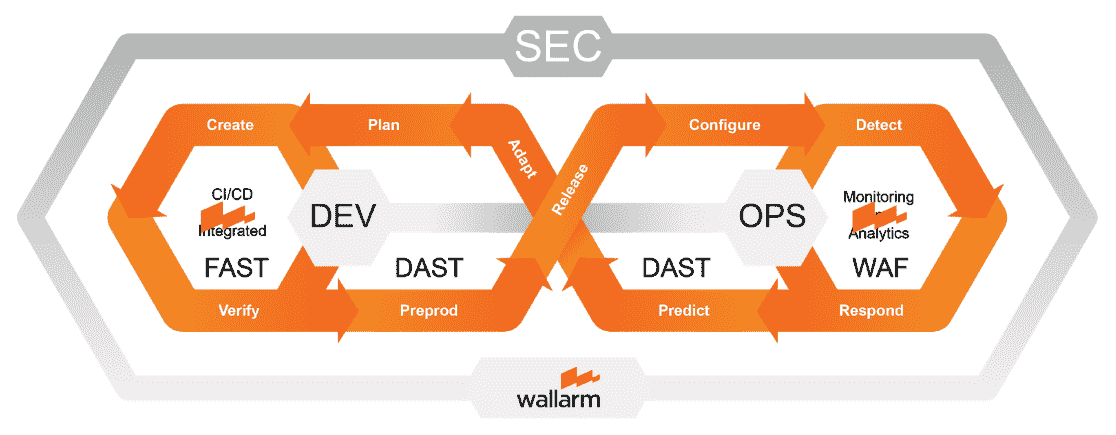 SEC
Create
Plan
Adapt
Release
Configure
Detect
CI/CD
Integrated
FAST
DEV
DAST
DAST
OPS
Monitoring
Analytics
WAF
Verify
Preprod
Predict
Respond
wallarm